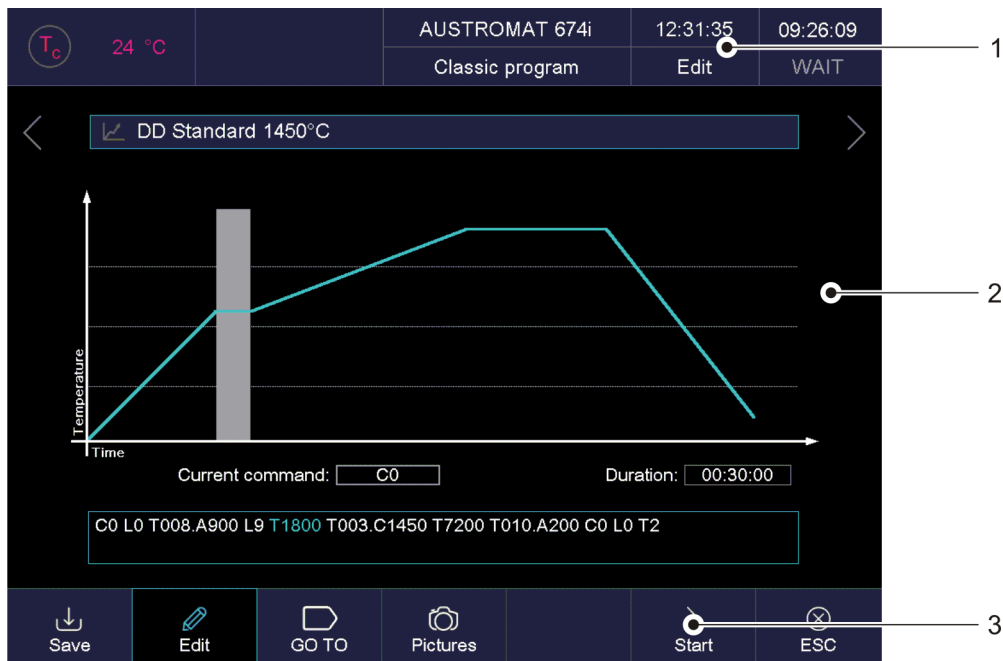 Tc 24 °C
AUSTROMAT 674i 12:31:35 09:26:09
Classic program Edit WAIT
1
DD Standard 1450°C
2
Temperature
Time
Current command: C0 Duration: 00:30:00
C0 L0 T008.A900 L9 T1800 T003.C1450 T7200 T010.A200 C0 L0 T2
Save Edit GO TO Pictures Start ESC
3